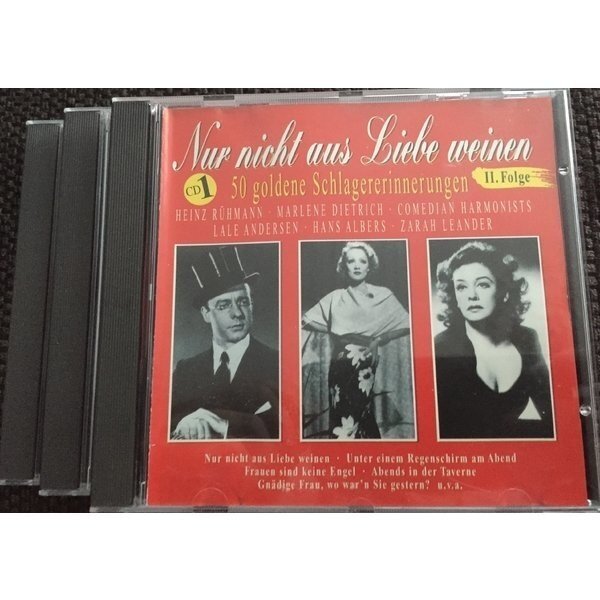 Nur nicht aus Liebe weinen
CD 1
50 goldene Schlagererinnerungen
II. Folge
HEINZ RÜHMANN · MARLENE DIETRICH · COMEDIAN HARMONISTS
LALE ANDERSEN · HANS ALBERS · ZARAH LEANDER
Nur nicht aus Liebe weinen · Unter einem Regenschirm am Abend
Frauen sind keine Engel · Abends in der Taverne
Gnädige Frau, wo war'n Sie gestern? u.v.a.